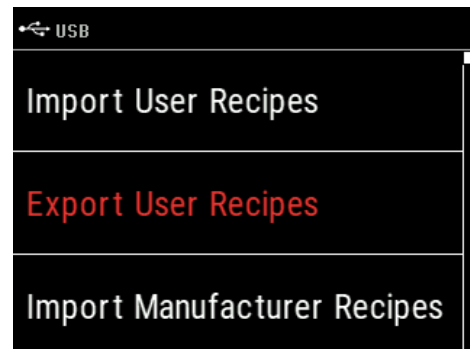 USB
Import User Recipes
Export User Recipes
Import Manufacturer Recipes